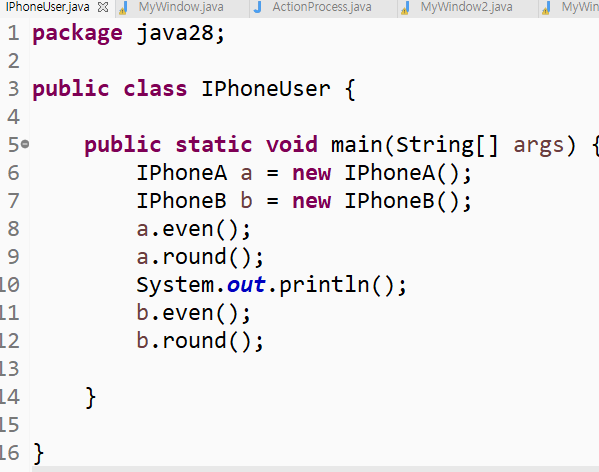 IPhoneUser.java MyWindow.java ActionProcess.java MyWindow2.java MyWin
1 package java28;
2
3 public class IPhoneUser {
4
5 public static void main(String[] args) {
6 IPhoneA a = new IPhoneA();
7 IPhoneB b = new IPhoneB();
8 a.even();
9 a.round();
10 System.out.println();
11 b.even();
12 b.round();
13
14 }
15
16 }